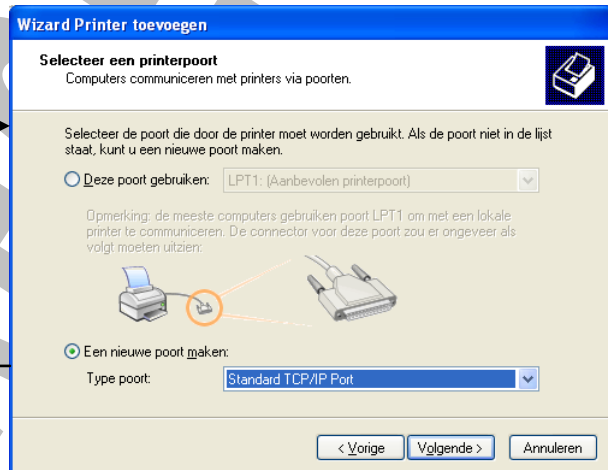 Wizard Printer toevoegen
Selecteer een printerpoort
Computers communiceren met printers via poorten.
Selecteer de poort die door de printer moet worden gebruikt. Als de poort niet in de lijst
staat, kunt u een nieuwe poort maken.
Deze poort gebruiken: LPT1: (Aanbevolen printerpoort)
Opmerking: de meeste computers gebruiken poort LPT1 om met een lokale
printer te communiceren. De connector voor deze poort zou er ongeveer als
volgt moeten uitzien:
Een nieuwe poort maken:
Type poort: Standard TCP/IP Port
< Vorige Volgende > Annuleren